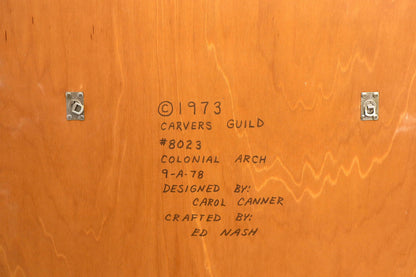 ©1973
CARVERS GUILD
#8023
COLONIAL ARCH
9-A-78
DESIGNED BY:
CAROL CANNER
CRAFTED BY:
ED NASH